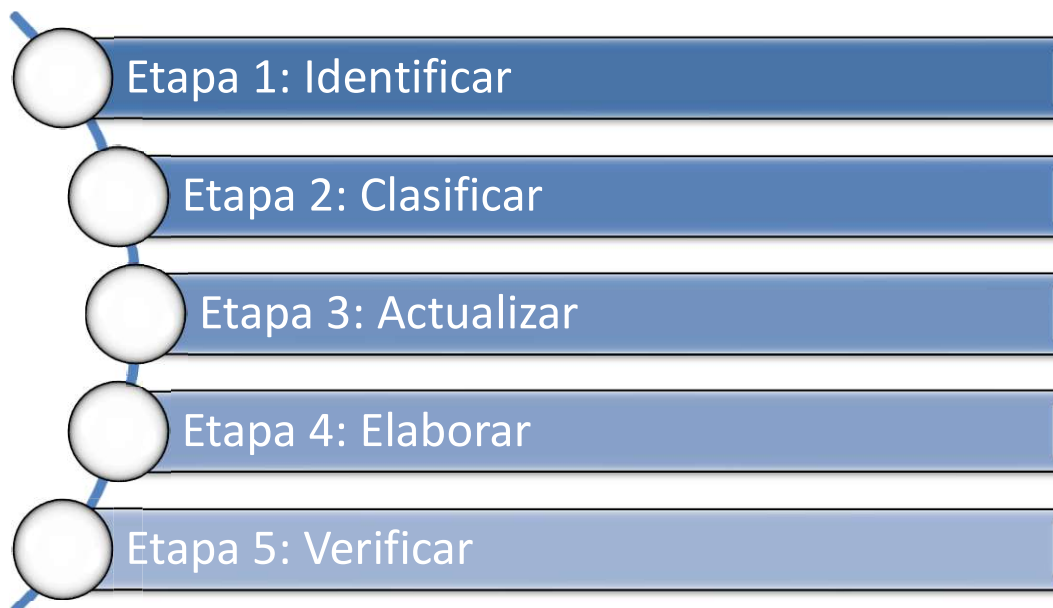 Etapa 1: Identificar
Etapa 2: Clasificar
Etapa 3: Actualizar
Etapa 4: Elaborar
Etapa 5: Verificar